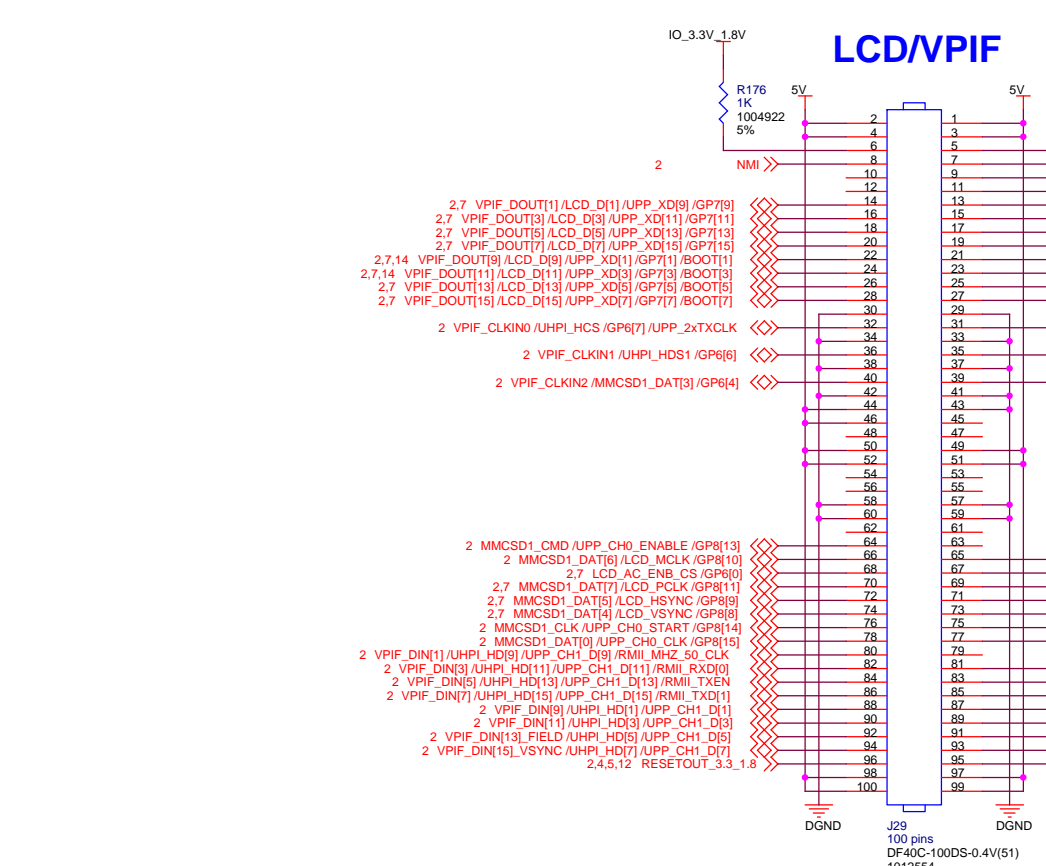 IO_3.3V_1.8V
LCD/VPIF
R176
1K
1004922
5%
5V
5V
2 1
4 3
6 5
2 NMI 8 7
10 9
12 11
2,7 VPIF_DOUT[1] /LCD_D[1] /UPP_XD[9] /GP7[9] 14 13
2,7 VPIF_DOUT[3] /LCD_D[3] /UPP_XD[11] /GP7[11] 16 15
2,7 VPIF_DOUT[5] /LCD_D[5] /UPP_XD[13] /GP7[13] 18 17
2,7 VPIF_DOUT[7] /LCD_D[7] /UPP_XD[15] /GP7[15] 20 19
2,7,14 VPIF_DOUT[9] /LCD_D[9] /UPP_XD[1] /GP7[1] /BOOT[1] 22 21
2,7,14 VPIF_DOUT[11] /LCD_D[11] /UPP_XD[3] /GP7[3] /BOOT[3] 24 23
2,7 VPIF_DOUT[13] /LCD_D[13] /UPP_XD[5] /GP7[5] /BOOT[5] 26 25
2,7 VPIF_DOUT[15] /LCD_D[15] /UPP_XD[7] /GP7[7] /BOOT[7] 28 27
30 29
2 VPIF_CLKIN0 /UHPI_HCS /GP6[7] /UPP_2xTXCLK 32 31
34 33
2 VPIF_CLKIN1 /UHPI_HDS1 /GP6[6] 36 35
38 37
2 VPIF_CLKIN2 /MMCSD1_DAT[3] /GP6[4] 40 39
42 41
44 43
46 45
48 47
50 49
52 51
54 53
56 55
58 57
60 59
62 61
2 MMCSD1_CMD /UPP_CH0_ENABLE /GP8[13] 64 63
2 MMCSD1_DAT[6] /LCD_MCLK /GP8[10] 66 65
2,7 LCD_AC_ENB_CS /GP6[0] 68 67
2,7 MMCSD1_DAT[7] /LCD_PCLK /GP8[11] 70 69
2,7 MMCSD1_DAT[5] /LCD_HSYNC /GP8[9] 72 71
2,7 MMCSD1_DAT[4] /LCD_VSYNC /GP8[8] 74 73
2 MMCSD1_CLK /UPP_CH0_START /GP8[14] 76 75
2 MMCSD1_DAT[0] /UPP_CH0_CLK /GP8[15] 78 77
2 VPIF_DIN[1] /UHPI_HD[9] /UPP_CH1_D[9] /RMII_MHZ_50_CLK 80 79
2 VPIF_DIN[3] /UHPI_HD[11] /UPP_CH1_D[11] /RMII_RXD[0] 82 81
2 VPIF_DIN[5] /UHPI_HD[13] /UPP_CH1_D[13] /RMII_TXEN 84 83
2 VPIF_DIN[7] /UHPI_HD[15] /UPP_CH1_D[15] /RMII_TXD[1] 86 85
2 VPIF_DIN[9] /UHPI_HD[1] /UPP_CH1_D[1] 88 87
2 VPIF_DIN[11] /UHPI_HD[3] /UPP_CH1_D[3] 90 89
2 VPIF_DIN[13]_FIELD /UHPI_HD[5] /UPP_CH1_D[5] 92 91
2 VPIF_DIN[15]_VSYNC /UHPI_HD[7] /UPP_CH1_D[7] 94 93
2,4,5,12 RESETOUT_3.3_1.8 96 95
98 97
100 99
DGND
DGND
J29
100 pins
DF40C-100DS-0.4V(51)